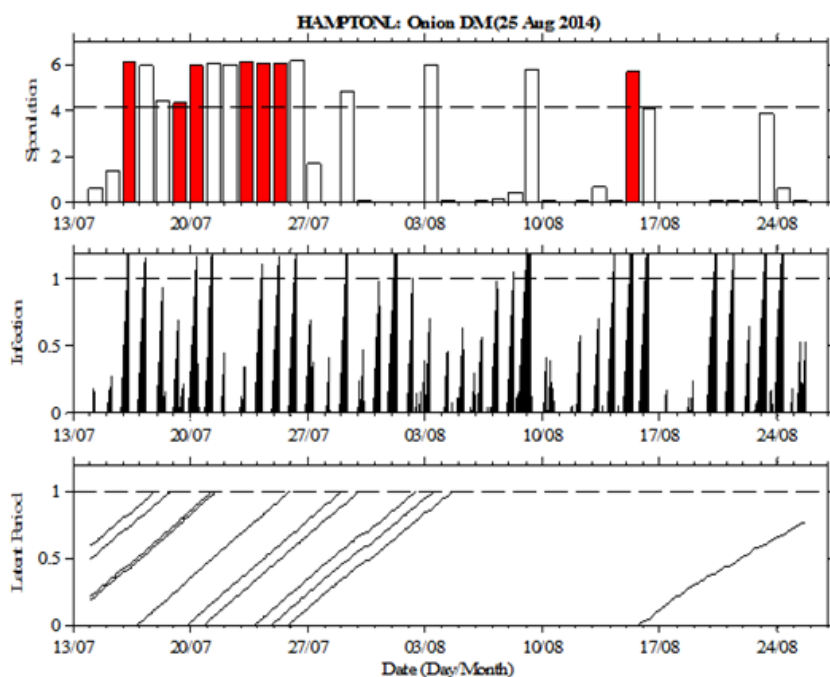 HAMPTONL: Onion DM (25 Aug 2014)
6
4
2
0
Sporulation
13/07 20/07 27/07 03/08 10/08 17/08 24/08
1
0.5
0
Infection
13/07 20/07 27/07 03/08 10/08 17/08 24/08
1
0.5
0
Latent Period
13/07 20/07 27/07 03/08 10/08 17/08 24/08
Date (Day/Month)